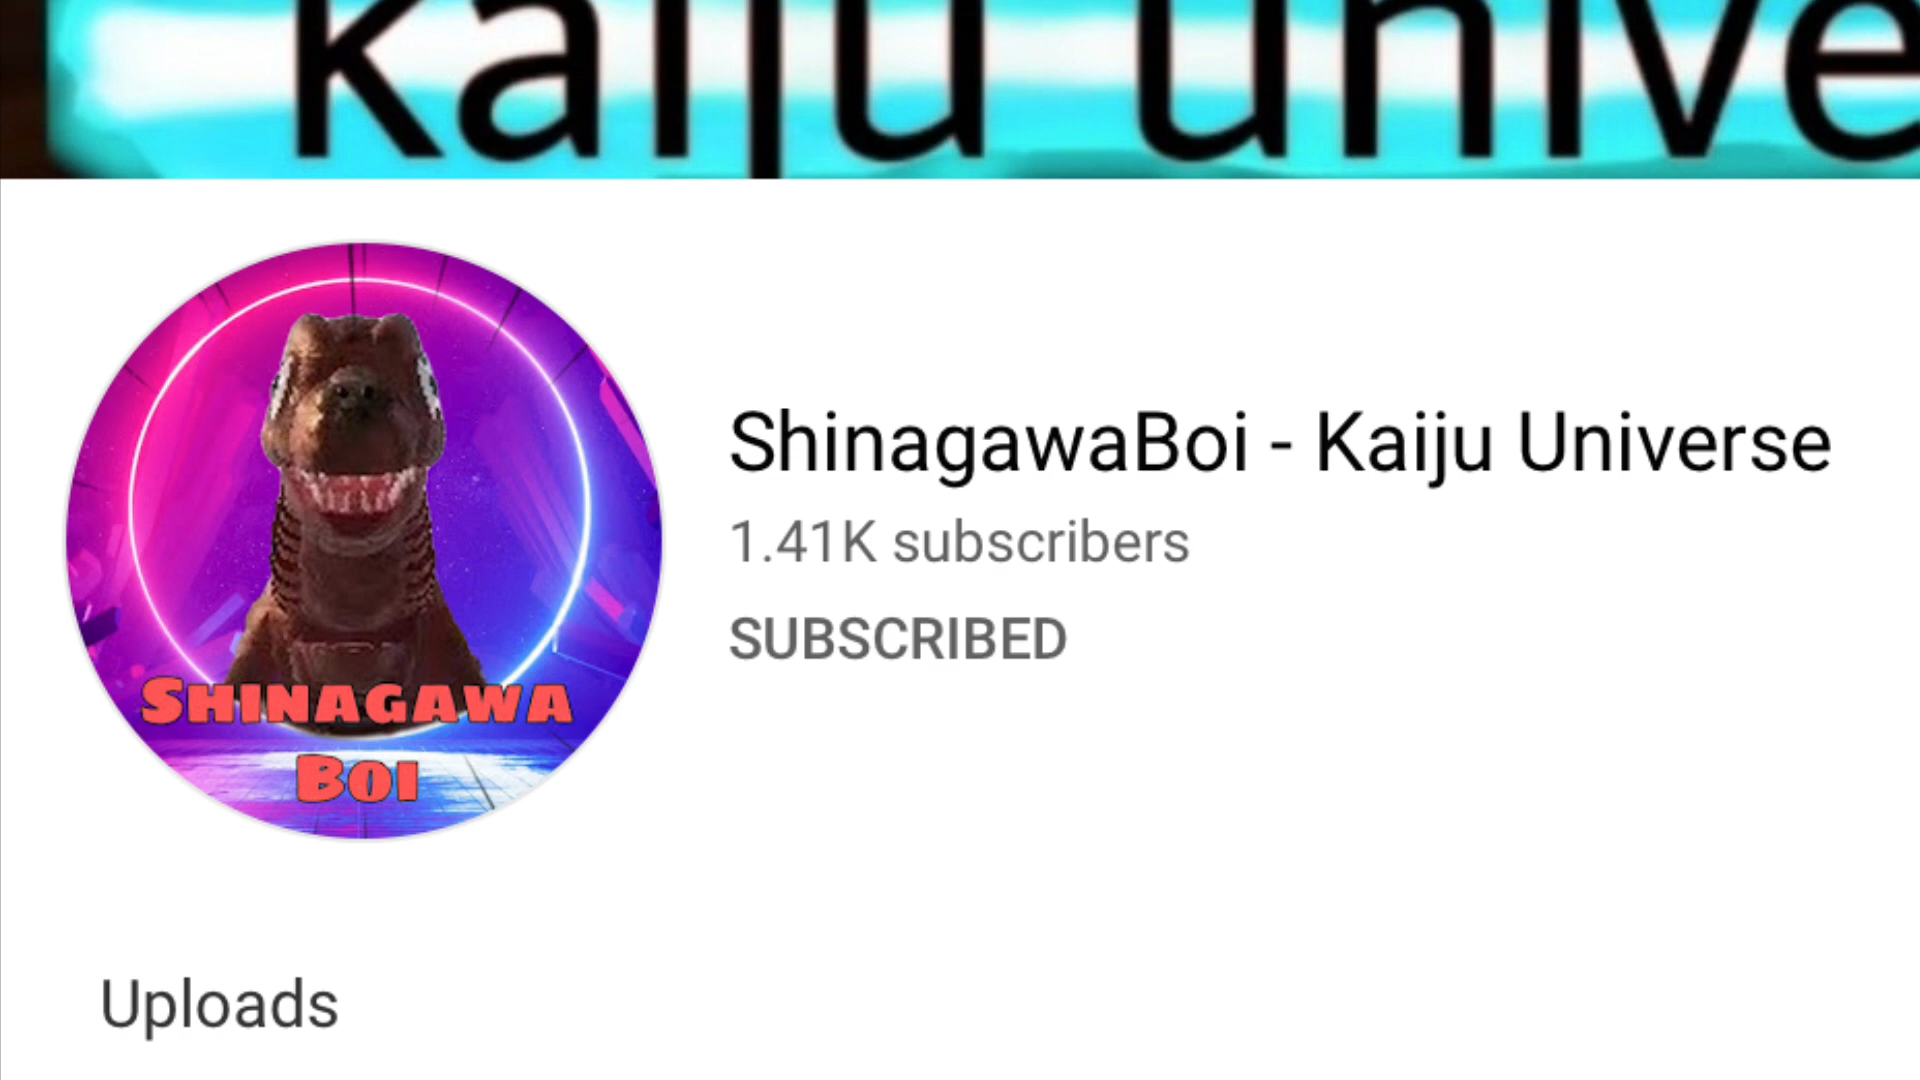 kaiju unive
ShinagawaBoi - Kaiju Universe
1.41K subscribers
SUBSCRIBED
SHINAGAWA
BOI
Uploads